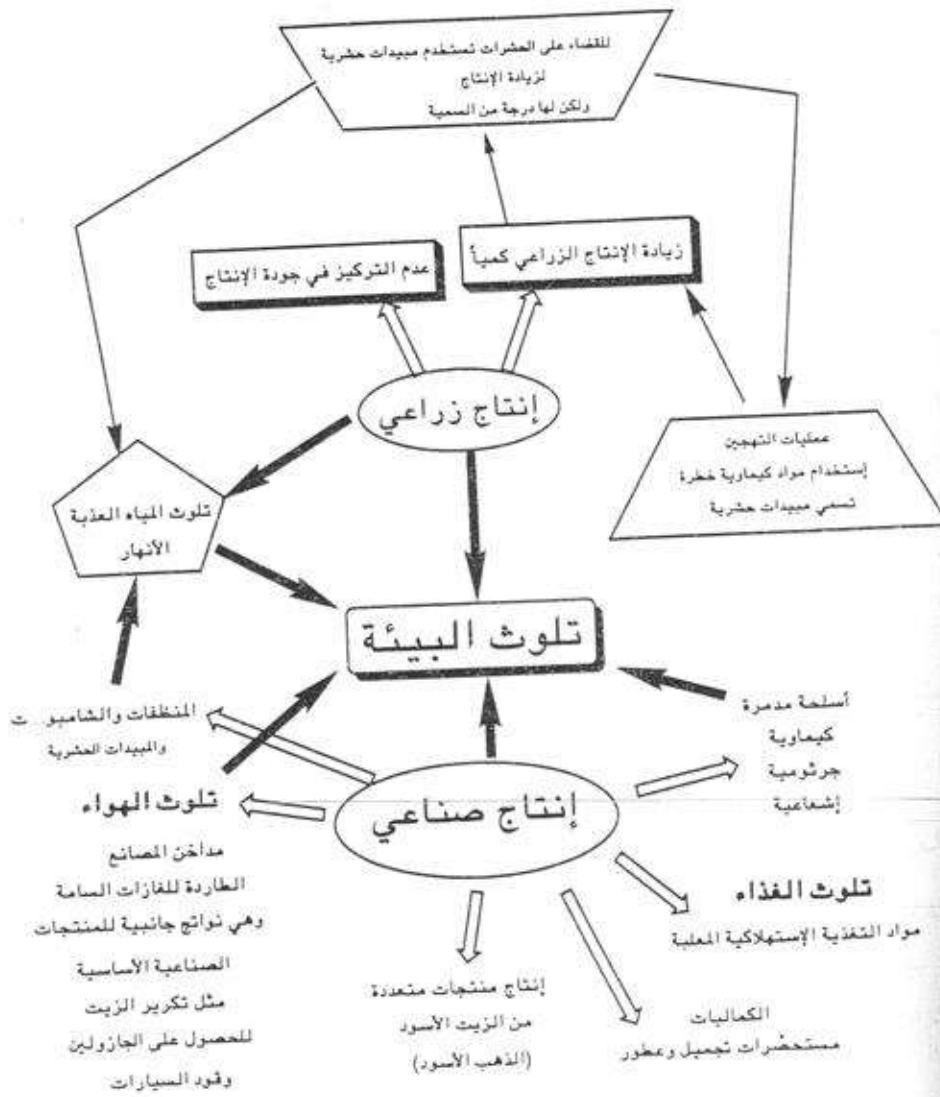 للقضاء على الحشرات تستخدم مبيدات حشرية
لزيادة الإنتاج
ولكن لها درجة من السمية
زيادة الإنتاج الزراعي كمياً
عدم التركيز في جودة الإنتاج
إنتاج زراعي
عمليات التهجين
إستخدام مواد كيماوية خطرة
تسمي مبيدات حشرية
تلوث المياه العذبة
الأنهار
تلوث البيئة
أسلحة مدمرة
كيماوية
جرثومية
إشعاعية
المنظفات
والمبيدات الحشرية
إنتاج صناعي
تلوث الهواء
مداخن المصانع
الطاردة للغازات السامة
وهي نواتج جانبية للمنتجات
الصناعية الأساسية
مثل تكرير الزيت
للحصول على الجازولين
وقود السيارات
تلوث الغذاء
مواد التغذية الإستهلاكية المعلبة
إنتاج منتجات متعددة
من الزيت الأسود
(الذهب الأسود)
الكماليات
مستحضرات تجميل وعطور